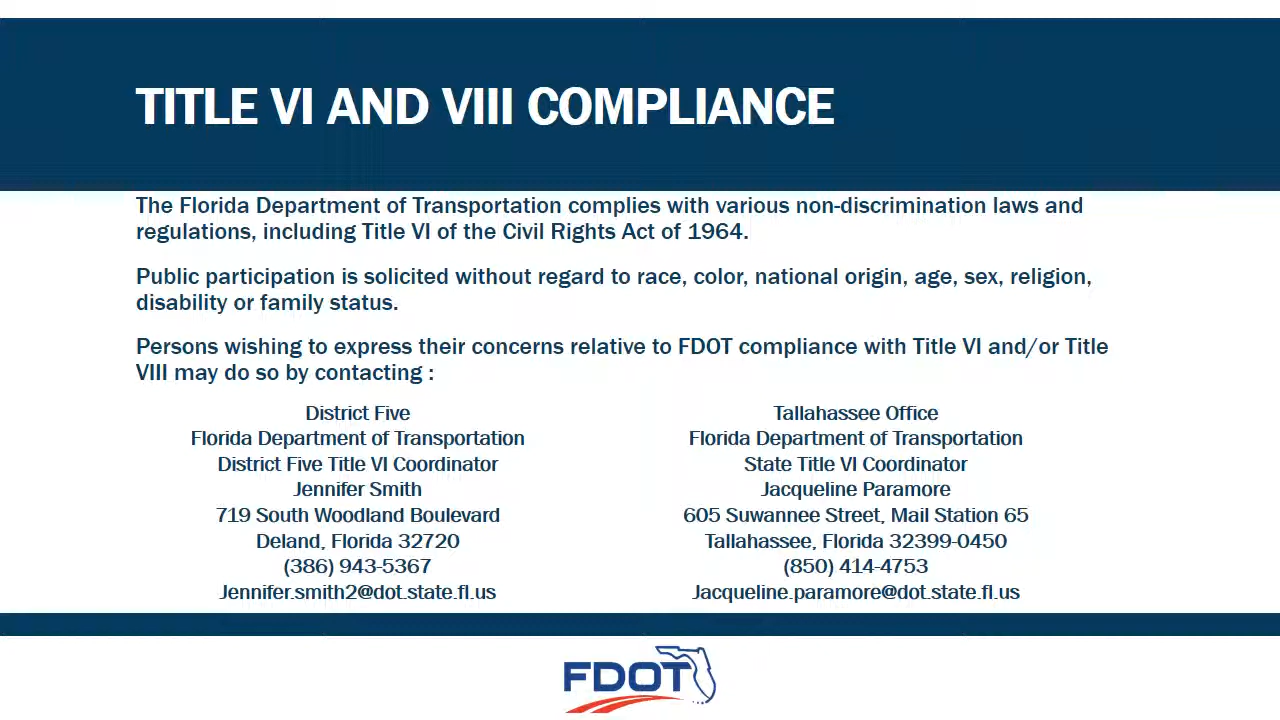 TITLE VI AND VIII COMPLIANCE
The Florida Department of Transportation complies with various non-discrimination laws and
regulations, including Title VI of the Civil Rights Act of 1964.
Public participation is solicited without regard to race, color, national origin, age, sex, religion,
disability or family status.
Persons wishing to express their concerns relative to FDOT compliance with Title VI and/or Title
VIII may do so by contacting :
District Five
Florida Department of Transportation
District Five Title VI Coordinator
Jennifer Smith
719 South Woodland Boulevard
Deland, Florida 32720
(386) 943-5367
Jennifer.smith2@dot.state.fl.us
Tallahassee Office
Florida Department of Transportation
State Title VI Coordinator
Jacqueline Paramore
605 Suwannee Street, Mail Station 65
Tallahassee, Florida 32399-0450
(850) 414-4753
Jacqueline.paramore@dot.state.fl.us
FDOT